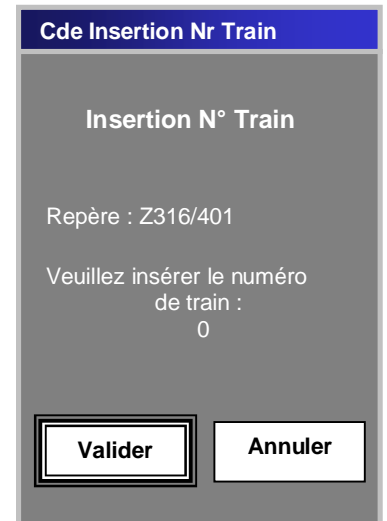 Cde Insertion Nr Train
Insertion N° Train
Repère : Z316/401
Veuillez insérer le numéro
de train :
0
Valider
Annuler